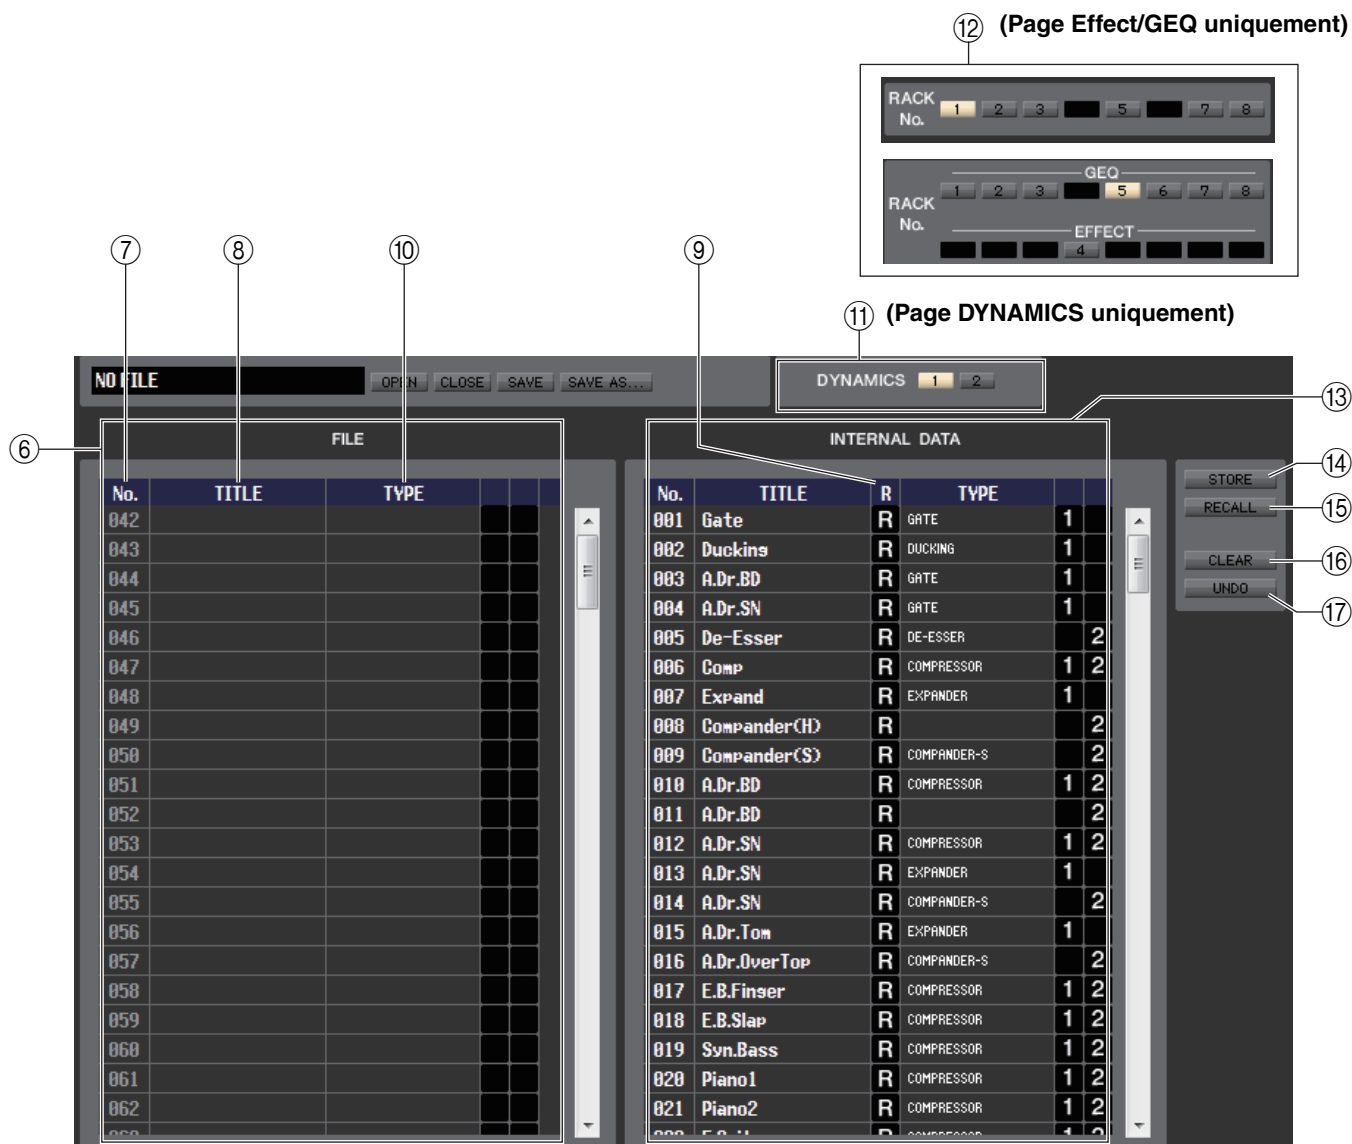 ⑫ (Page Effect/GEQ uniquement)
RACK No. 1 2 3 5 7 8
GEQ
1 2 3 5 6 7 8
RACK No.
EFFECT
4
⑦ ⑧ ⑩ ⑨
⑪ (Page DYNAMICS uniquement)
NO FILE OPEN CLOSE SAVE SAVE AS... DYNAMICS 1 2
⑬
⑥ FILE INTERNAL DATA
⑭ STORE
⑮ RECALL
⑯ CLEAR
⑰ UNDO
No. TITLE TYPE
042
043
044
045
046
047
048
049
050
051
052
053
054
055
056
057
058
059
060
061
062
No. TITLE R TYPE
001 Gate R GATE 1
002 Ducking R DUCKING 1
003 A.Dr.BD R GATE 1
004 A.Dr.SN R GATE 1
005 De-Esser R DE-ESSER 2
006 Comp R COMPRESSOR 1 2
007 Expand R EXPANDER 1
008 Compander(H) R 2
009 Compander(S) R COMPANDER-S 2
010 A.Dr.BD R COMPRESSOR 1 2
011 A.Dr.BD R 2
012 A.Dr.SN R COMPRESSOR 1 2
013 A.Dr.SN R EXPANDER 1
014 A.Dr.SN R COMPANDER-S 2
015 A.Dr.Tom R EXPANDER 1
016 A.Dr.OverTop R COMPANDER-S 2
017 E.B.Finger R COMPRESSOR 1 2
018 E.B.Slap R COMPRESSOR 1 2
019 Syn.Bass R COMPRESSOR 1 2
020 Piano1 R COMPRESSOR 1 2
021 Piano2 R COMPRESSOR 1 2